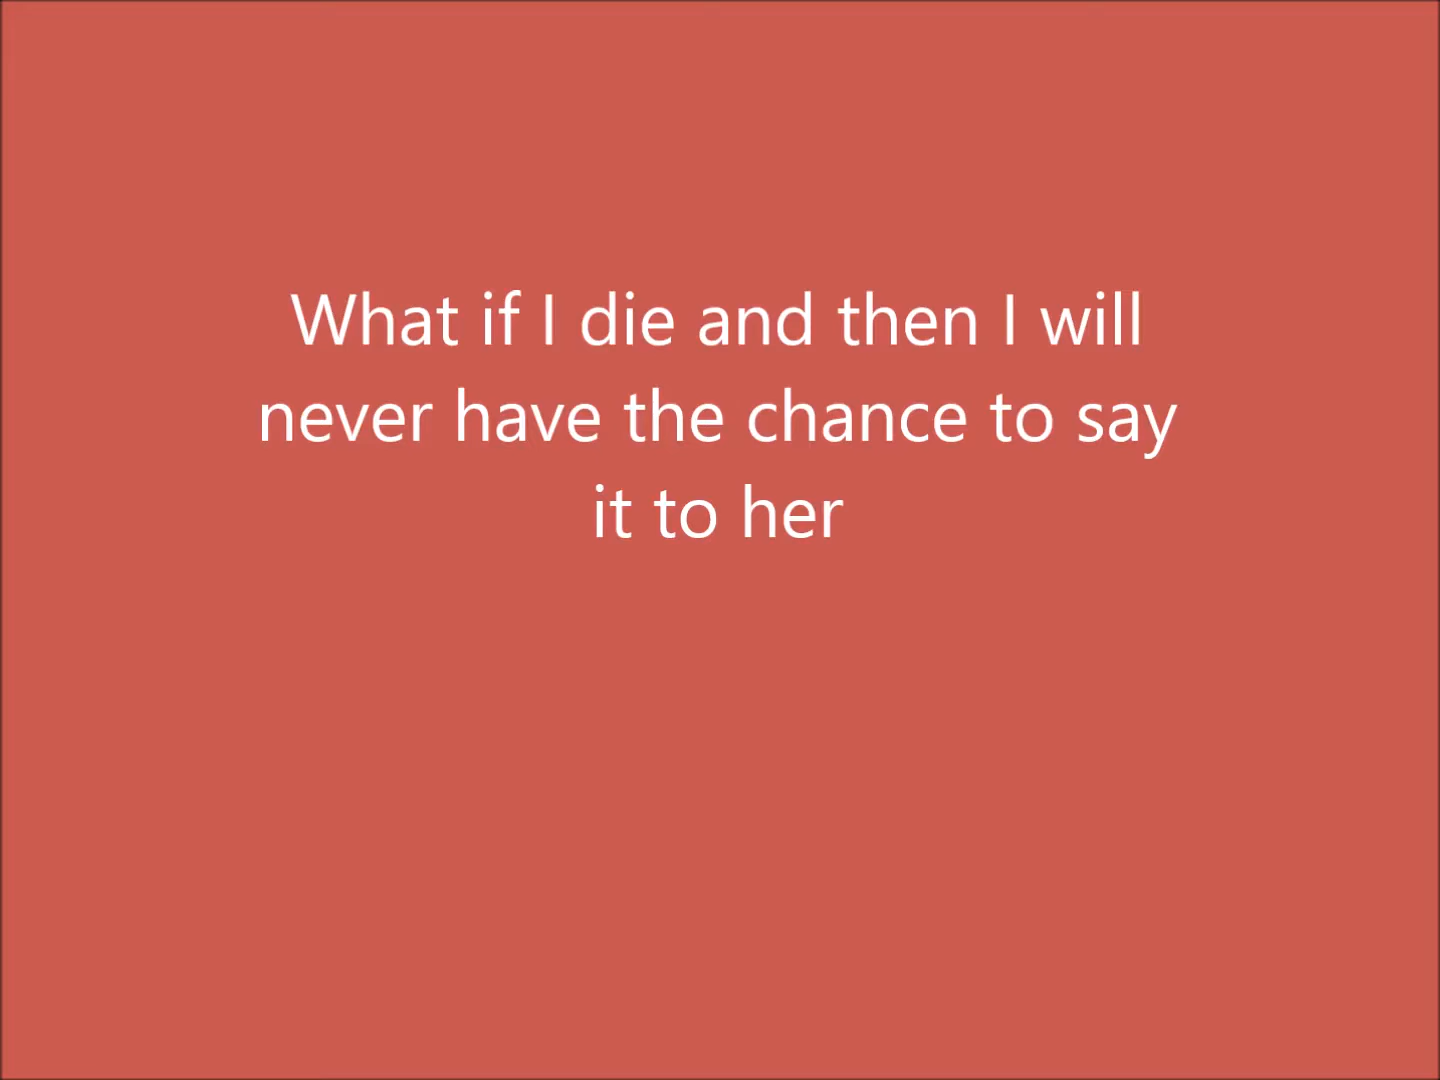 What if I die and then I will
never have the chance to say
it to her